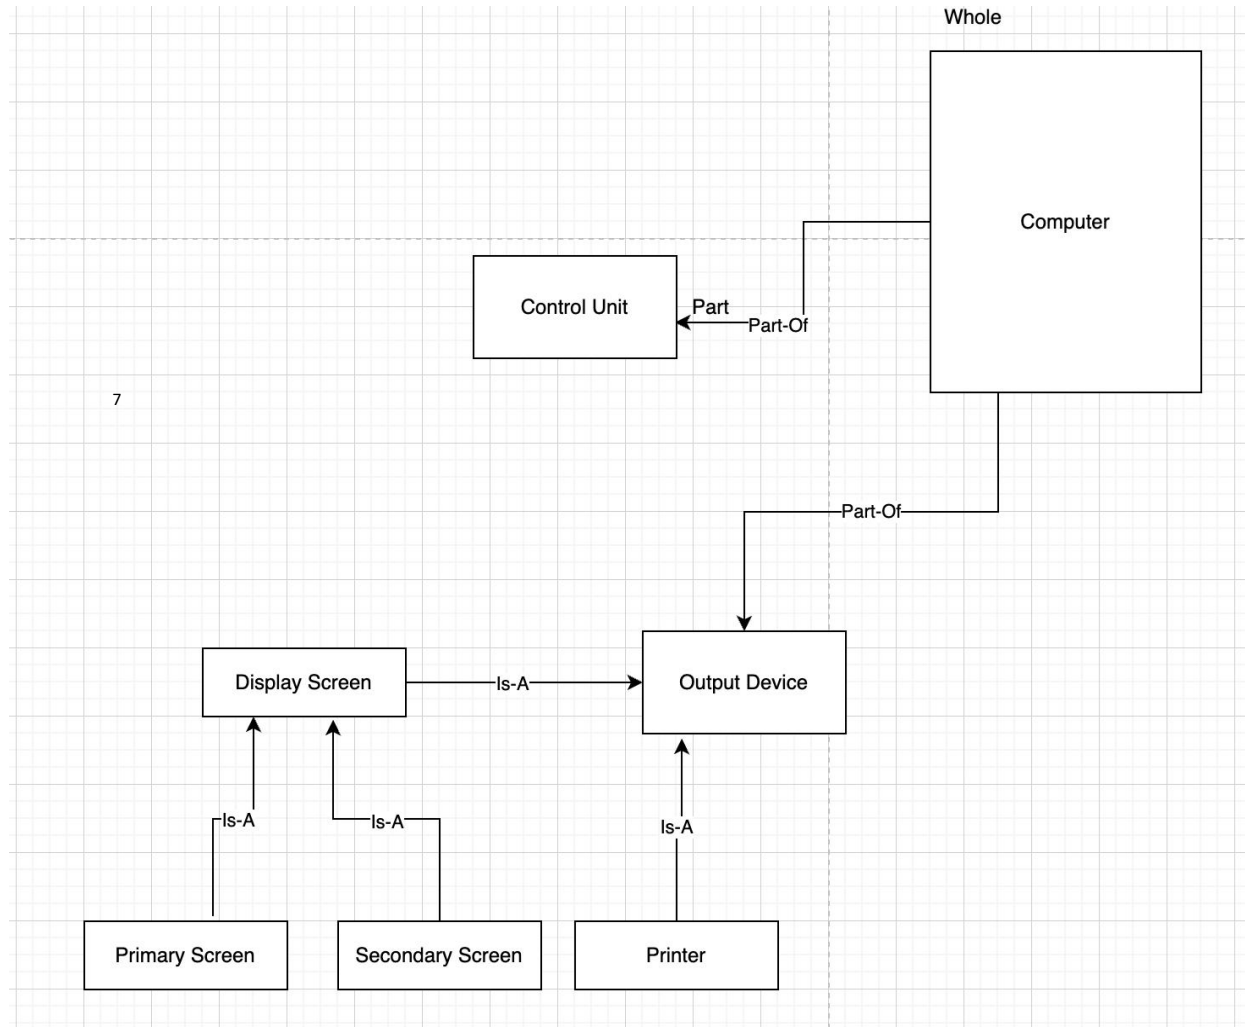 Whole
Computer
Control Unit
Part
Part-Of
7
Part-Of
Display Screen
Is-A
Output Device
Is-A
Is-A
Is-A
Primary Screen
Secondary Screen
Printer